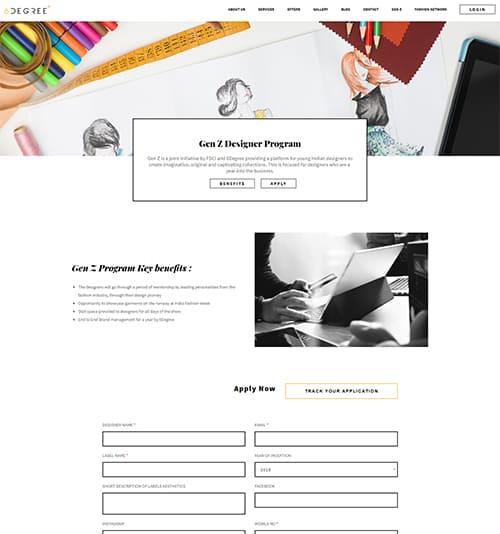 6DEGREE
ABOUT US SERVICES OFFERS GALLERY BLOG CONTACT GEN-Z FASHION NETWORK LOGIN
Gen Z Designer Program
Gen Z is a joint initiative by FDCI and 6Degree providing a platform for young Indian designers to
create imaginative, original and captivating collections. This is focused for designers who are a
year into the business.
BENEFITS APPLY
Gen Z Program Key benefits :
The Designers will go through a period of mentorship by leading personalities from the
fashion industry, through their design journey
Opportunity to showcase garments on the runway at India Fashion Week
Stall space provided to designers for all days of the show.
End to End Brand management for a year by 6Degree
Apply Now TRACK YOUR APPLICATION
DESIGNER NAME * EMAIL *
LABEL NAME * YEAR OF INCEPTION
2018
SHORT DESCRIPTION OF LABELS AESTHETICS FACEBOOK
INSTAGRAM MOBILE NO *